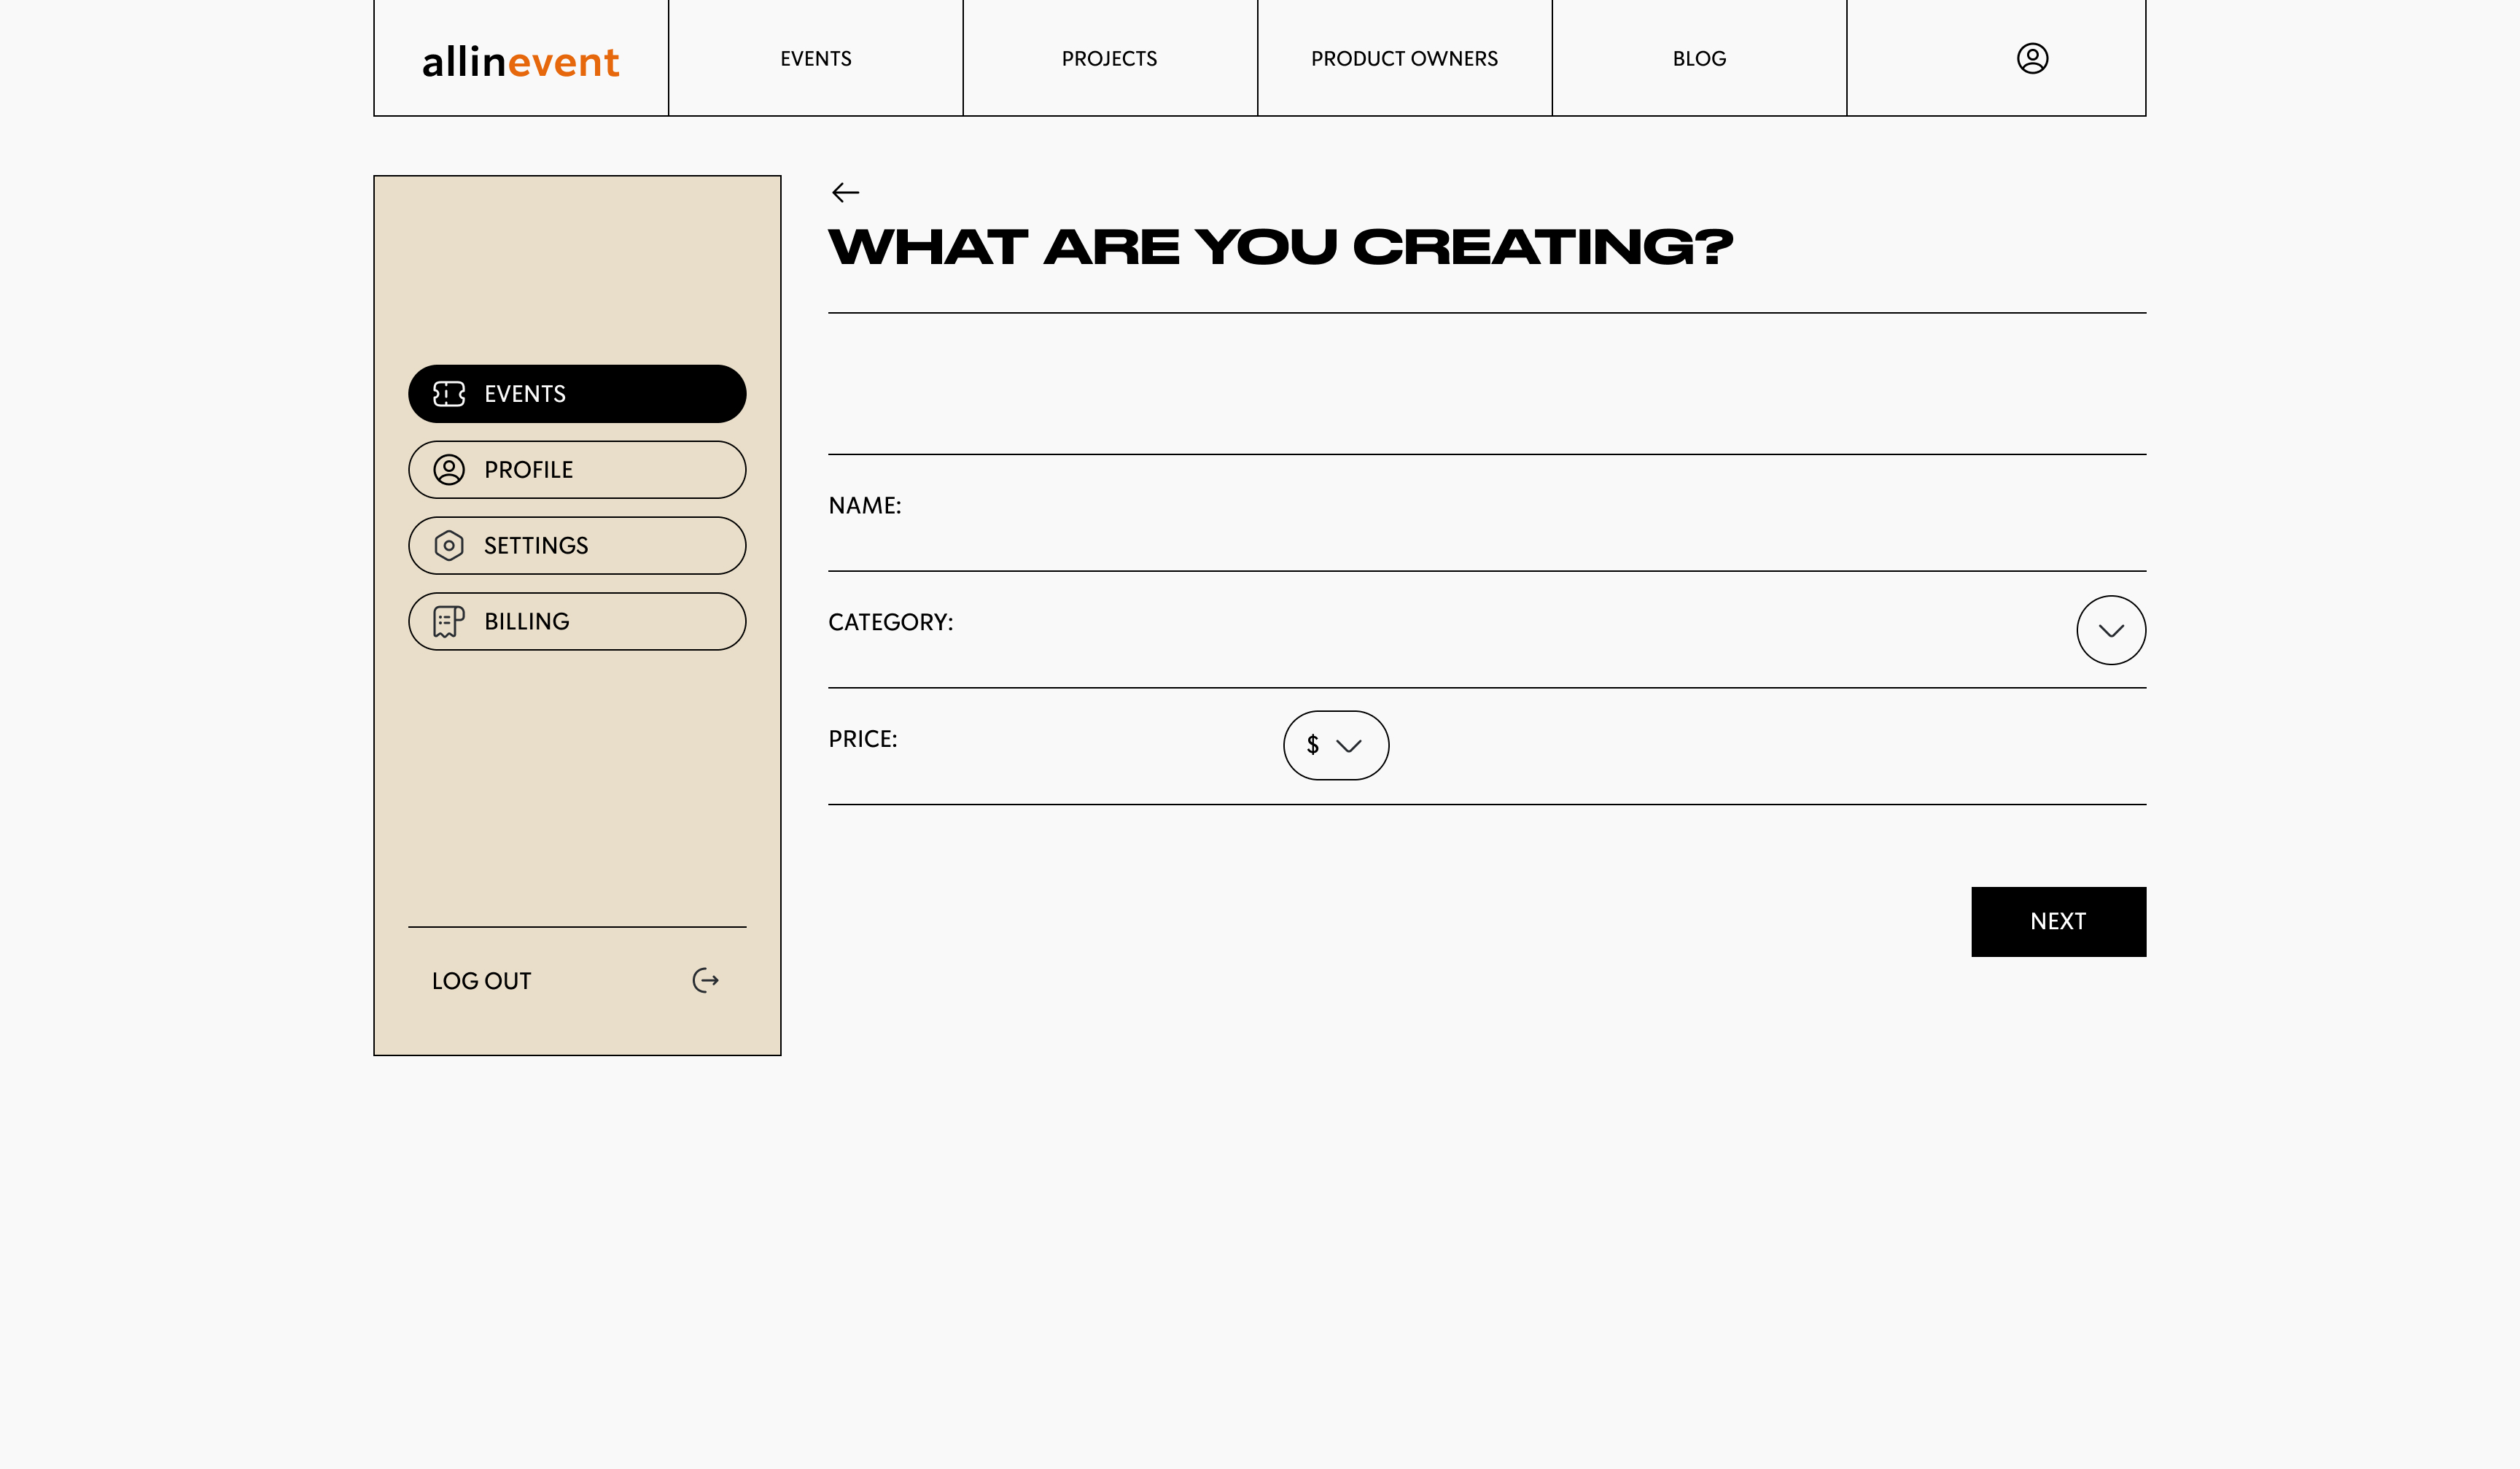 allinevent
EVENTS
PROJECTS
PRODUCT OWNERS
BLOG
EVENTS
PROFILE
SETTINGS
BILLING
LOG OUT
WHAT ARE YOU CREATING?
NAME:
CATEGORY:
PRICE:
$
NEXT